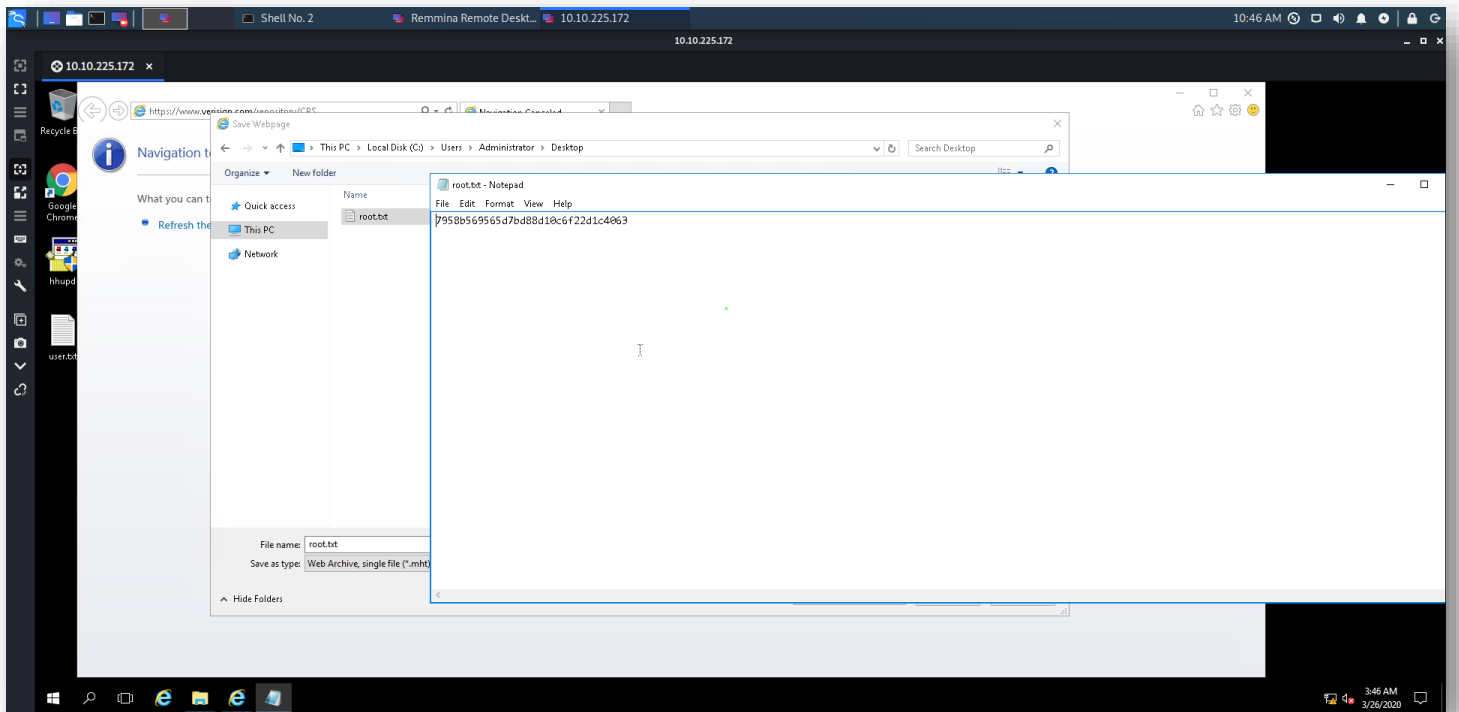 Shell No. 2
Remmina Remote Deskt...
10.10.225.172
10:46 AM
10.10.225.172
10.10.225.172
Recycle B
https://www.verisign.com/repository/CPS
Navigation Canceled
Save Webpage
Navigation t
This PC > Local Disk (C:) > Users > Administrator > Desktop
Search Desktop
Organize
New folder
What you can t
Refresh the
Quick access
This PC
Network
Name
root.txt
root.txt - Notepad
File Edit Format View Help
7958b569565d7bd88d10c6f22d1c4063
Google
Chrome
hhupd
user.txt
File name: root.txt
Save as type: Web Archive, single file (*.mht)
Hide Folders
3:46 AM
3/26/2020